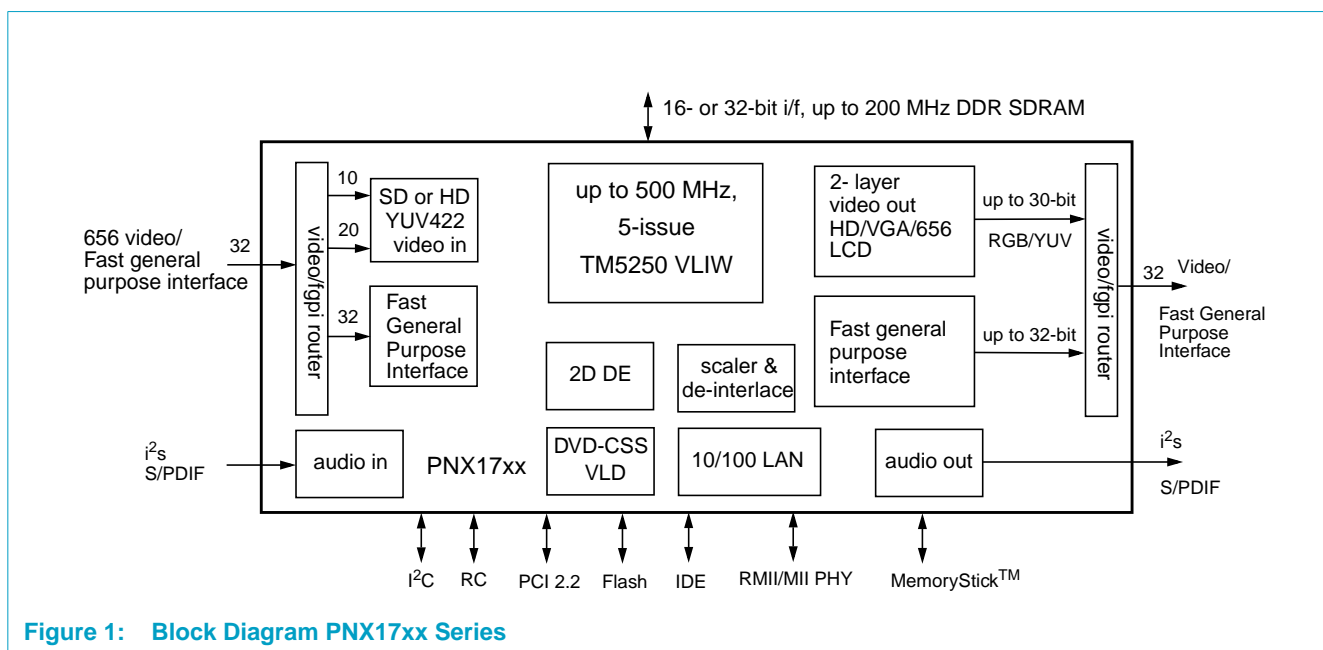 16- or 32-bit i/f, up to 200 MHz DDR SDRAM
656 video/
Fast general
purpose interface
32
video/fgpi router
10
20
32
SD or HD
YUV422
video in
Fast
General
Purpose
Interface
up to 500 MHz,
5-issue
TM5250 VLIW
2- layer
video out
HD/VGA/656
LCD
up to 30-bit
RGB/YUV
Fast general
purpose
interface
up to 32-bit
video/fgpi router
32
Video/
Fast General
Purpose
Interface
2D DE
scaler &
de-interlace
i²s
S/PDIF
audio in
PNX17xx
DVD-CSS
VLD
10/100 LAN
audio out
i²s
S/PDIF
I²C
RC
PCI 2.2
Flash
IDE
RMII/MII PHY
MemoryStick™
Figure 1: Block Diagram PNX17xx Series